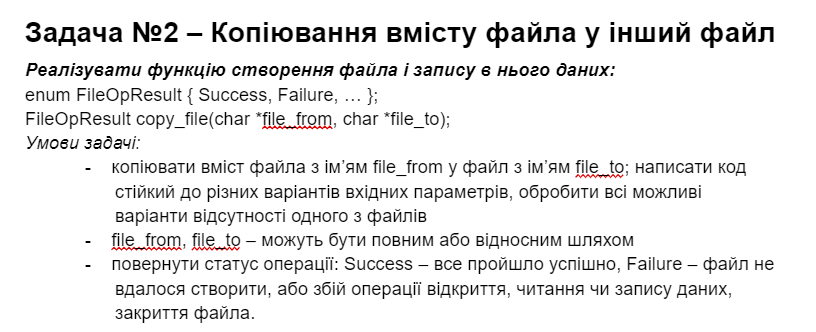 Задача №2 – Копіювання вмісту файла у інший файл
Реалізувати функцію створення файла і запису в нього даних:
enum FileOpResult { Success, Failure, … };
FileOpResult copy_file(char *file_from, char *file_to);
Умови задачі:
- копіювати вміст файла з ім’ям file_from у файл з ім’ям file_to; написати код
стійкий до різних варіантів вхідних параметрів, обробити всі можливі
варіанти відсутності одного з файлів
- file_from, file_to – можуть бути повним або відносним шляхом
- повернути статус операції: Success – все пройшло успішно, Failure – файл не
вдалося створити, або збій операції відкриття, читання чи запису даних,
закриття файла.